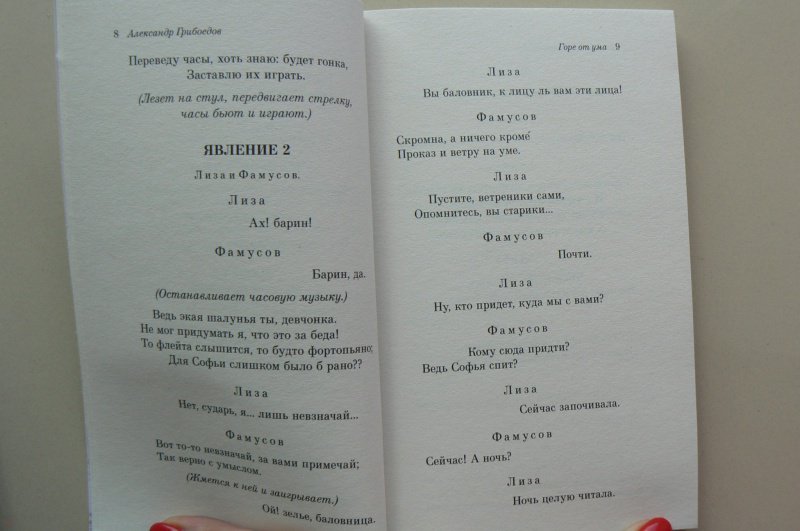 8 Александр Грибоедов
Переведу часы, хоть знаю: будет гонка,
Заставлю их играть.
(Лезет на стул, передвигает стрелку,
часы бьют и играют.)
ЯВЛЕНИЕ 2
Лиза и Фамусов.
Лиза
Ах! барин!
Фамусов
Барин, да.
(Останавливает часовую музыку.)
Ведь экая шалунья ты, девчонка.
Не мог придумать я, что это за беда!
То флейта слышится, то будто фортопьяно;
Для Софьи слишком было б рано??
Лиза
Нет, сударь, я... лишь невзначай...
Фамусов
Вот то-то невзначай, за вами примечай;
Так верно с умыслом.
(Жмется к ней и заигрывает.)
Ой! зелье, баловница.
Горе от ума 9
Лиза
Вы баловник, к лицу ль вам эти лица!
Фамусов
Скромна, а ничего кроме
Проказ и ветру на уме.
Лиза
Пустите, ветреники сами,
Опомнитесь, вы старики...
Фамусов
Почти.
Лиза
Ну, кто придет, куда мы с вами?
Фамусов
Кому сюда придти?
Ведь Софья спит?
Лиза
Сейчас започивала.
Фамусов
Сейчас! А ночь?
Лиза
Ночь целую читала.